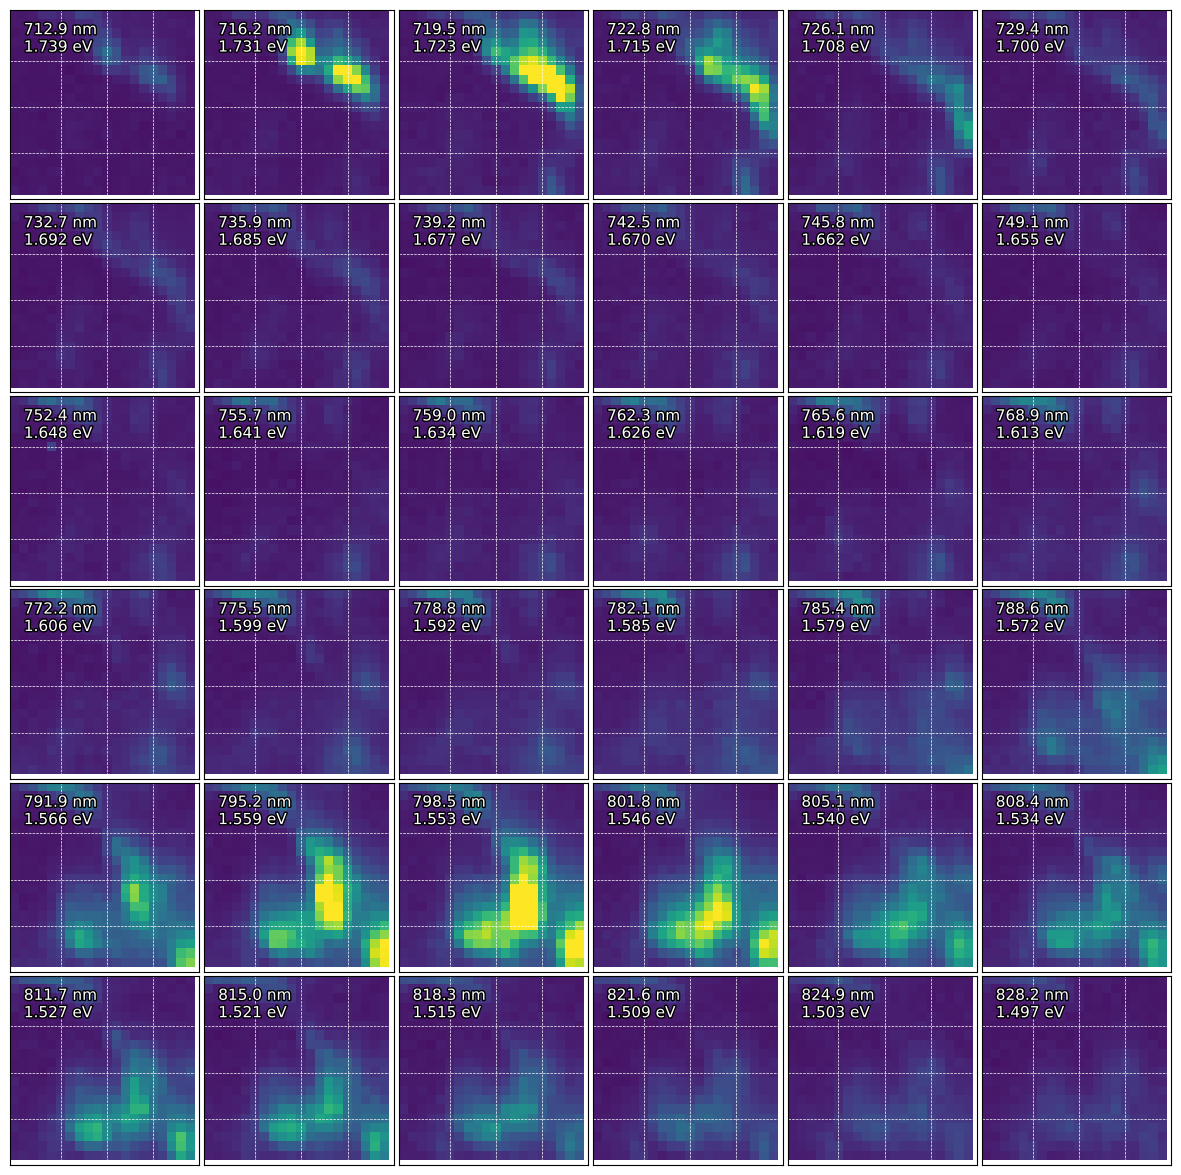 712.9 nm
1.739 eV
716.2 nm
1.731 eV
719.5 nm
1.723 eV
722.8 nm
1.715 eV
726.1 nm
1.708 eV
729.4 nm
1.700 eV
732.7 nm
1.692 eV
735.9 nm
1.685 eV
739.2 nm
1.677 eV
742.5 nm
1.670 eV
745.8 nm
1.662 eV
749.1 nm
1.655 eV
752.4 nm
1.648 eV
755.7 nm
1.641 eV
759.0 nm
1.634 eV
762.3 nm
1.626 eV
765.6 nm
1.619 eV
768.9 nm
1.613 eV
772.2 nm
1.606 eV
775.5 nm
1.599 eV
778.8 nm
1.592 eV
782.1 nm
1.585 eV
785.4 nm
1.579 eV
788.6 nm
1.572 eV
791.9 nm
1.566 eV
795.2 nm
1.559 eV
798.5 nm
1.553 eV
801.8 nm
1.546 eV
805.1 nm
1.540 eV
808.4 nm
1.534 eV
811.7 nm
1.527 eV
815.0 nm
1.521 eV
818.3 nm
1.515 eV
821.6 nm
1.509 eV
824.9 nm
1.503 eV
828.2 nm
1.497 eV